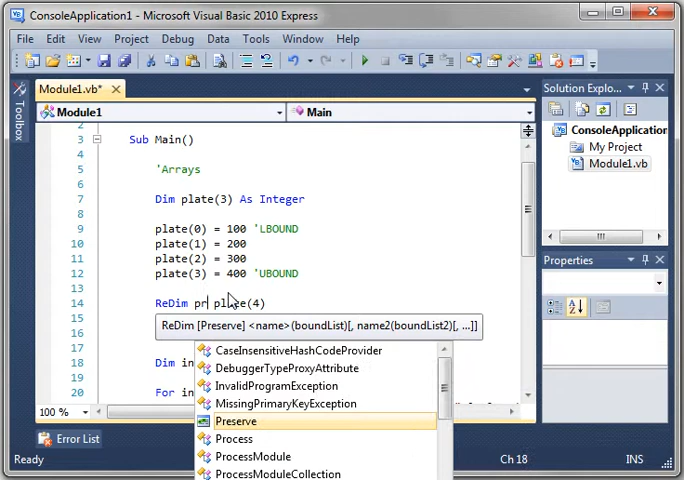 ConsoleApplication1 - Microsoft Visual Basic 2010 Express
File Edit View Project Debug Data Tools Window Help
Module1.vb*
Solution Explo...
Toolbox
Module1
Main
ConsoleApplication
My Project
Module1.vb
2
3 Sub Main()
4
5 'Arrays
6
7 Dim plate(3) As Integer
8
9 plate(0) = 100 'LBOUND
10 plate(1) = 200
11 plate(2) = 300
12 plate(3) = 400 'UBOUND
13
14 ReDim pr plate(4)
15
ReDim [Preserve] <name>(boundList)[, name2(boundList2)[, ...]]
Properties
CaseInsensitiveHashCodeProvider
DebuggerTypeProxyAttribute
18 Dim in
InvalidProgramException
19
MissingPrimaryKeyException
20 For in
Preserve
100 %
Process
Error List
ProcessModule
ProcessModuleCollection
Ready
Ch 18
INS